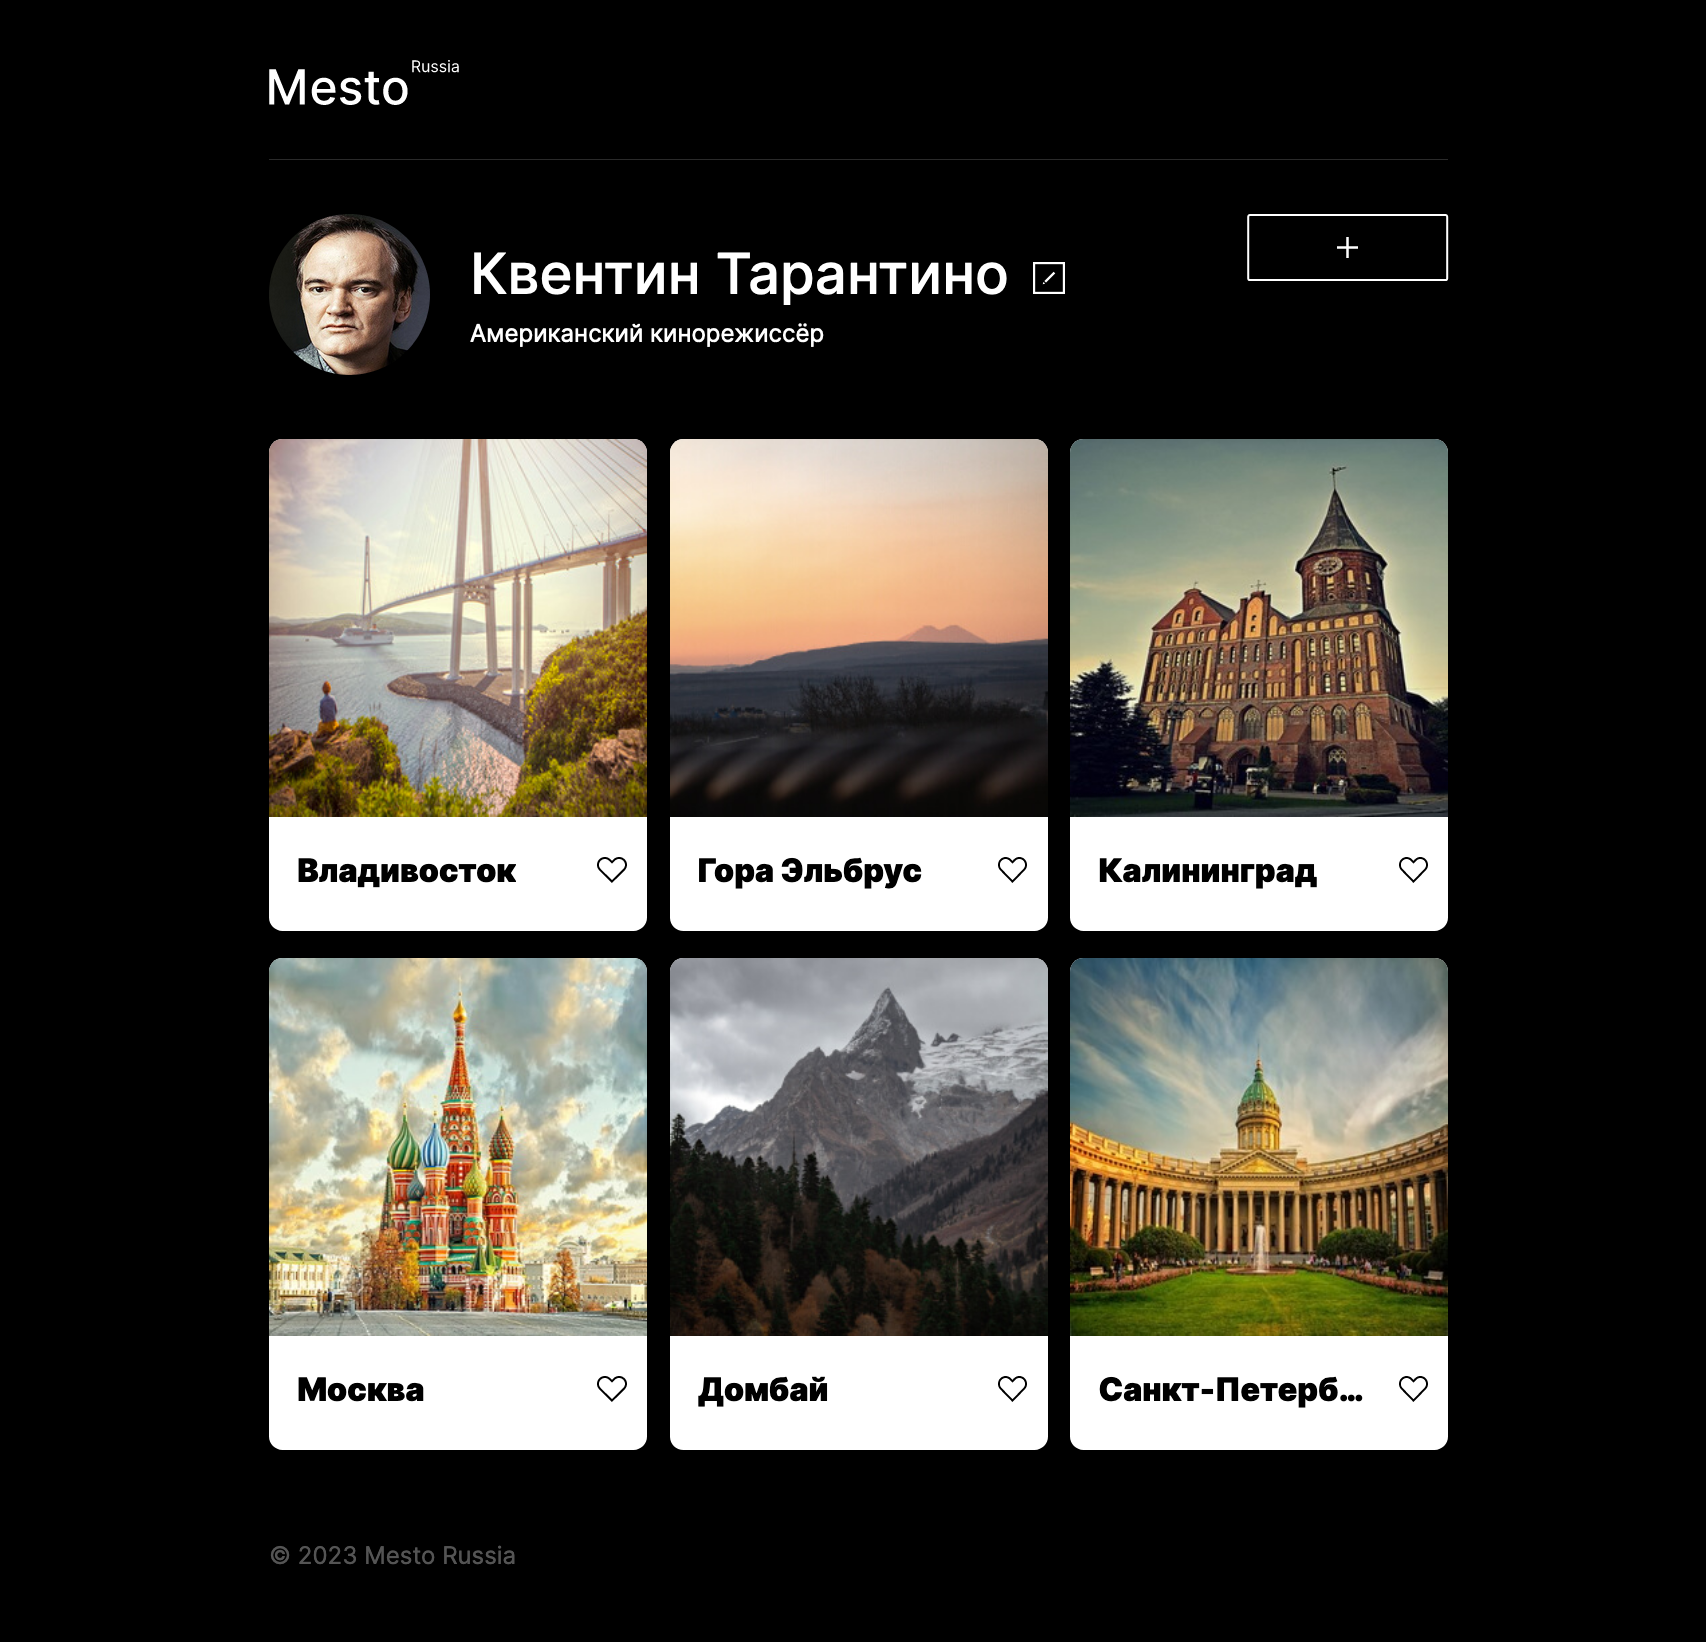 Mesto Russia
Квентин Тарантино
Американский кинорежиссёр
Владивосток
Гора Эльбрус
Калининград
Москва
Домбай
Санкт-Петерб...
© 2023 Mesto Russia